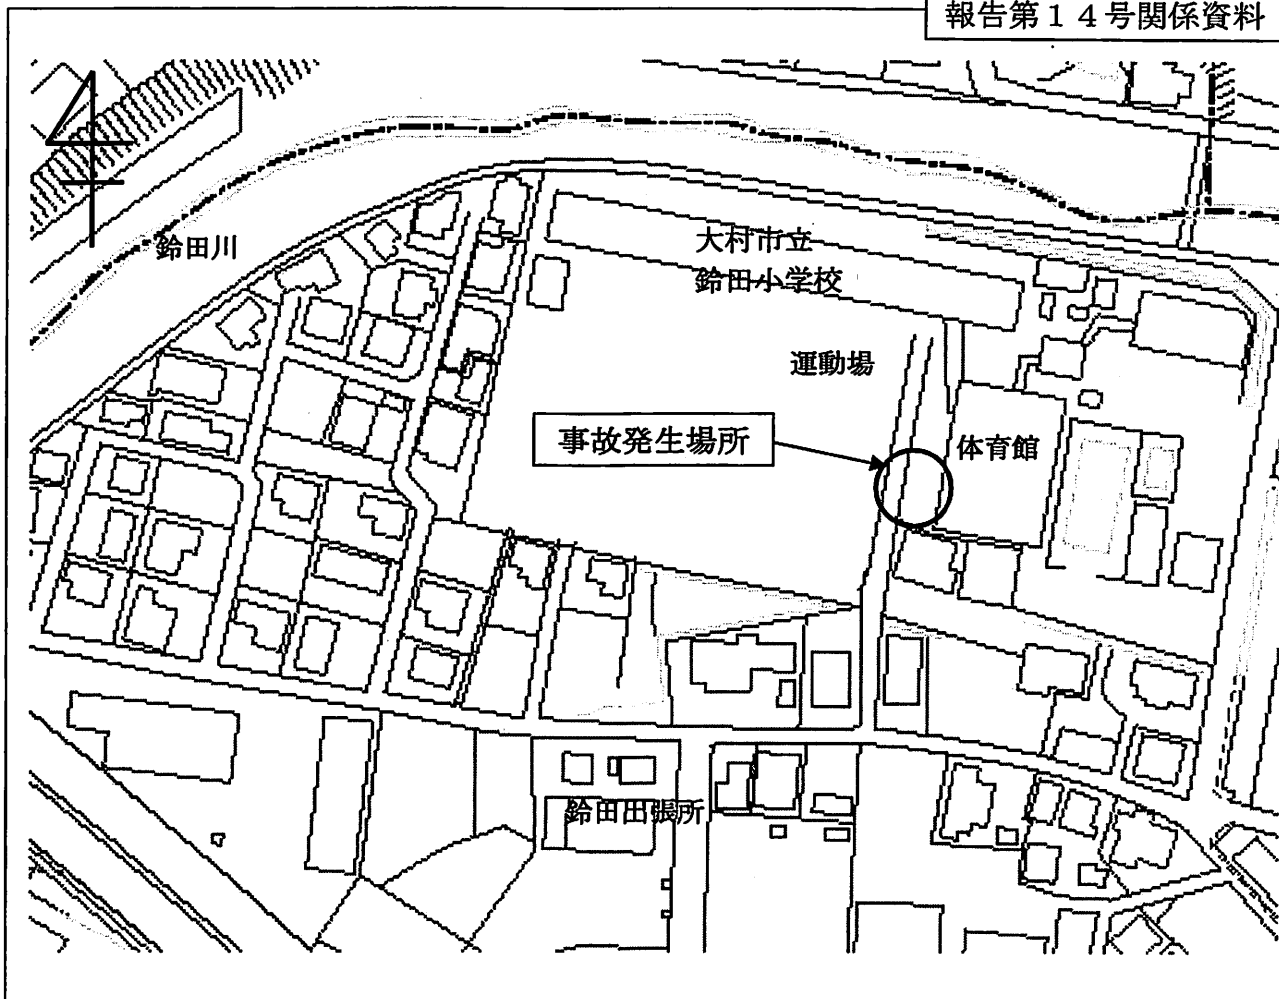 報告第１４号関係資料
鈴田川
大村市立
鈴田小学校
運動場
事故発生場所
体育館
鈴田出張所